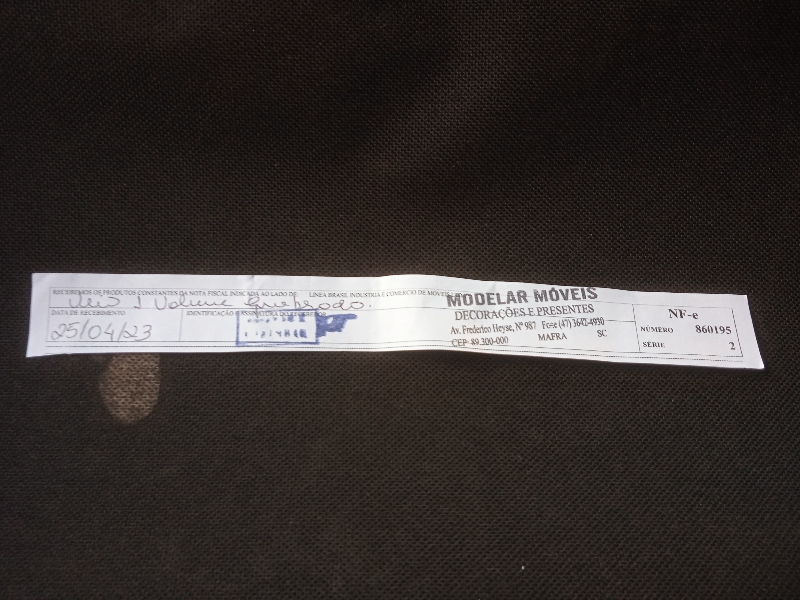 RECEBEMOS OS PRODUTOS CONSTANTES DA NOTA FISCAL INDICADA AO LADO DE: LINEA BRASIL INDUSTRIA E COMERCIO DE MOVEIS
Veio 1 Volume Quebrado.
DATA DE RECEBIMENTO
25/04/23
IDENTIFICAÇÃO E ASSINATURA DO RECEBEDOR
MODELAR MÓVEIS
DECORAÇÕES E PRESENTES
Av. Frederico Heyse, Nº 987 Fone (47) 3642-4930
CEP 89.300-000 MAFRA SC
NF-e
NÚMERO 860195
SÉRIE 2